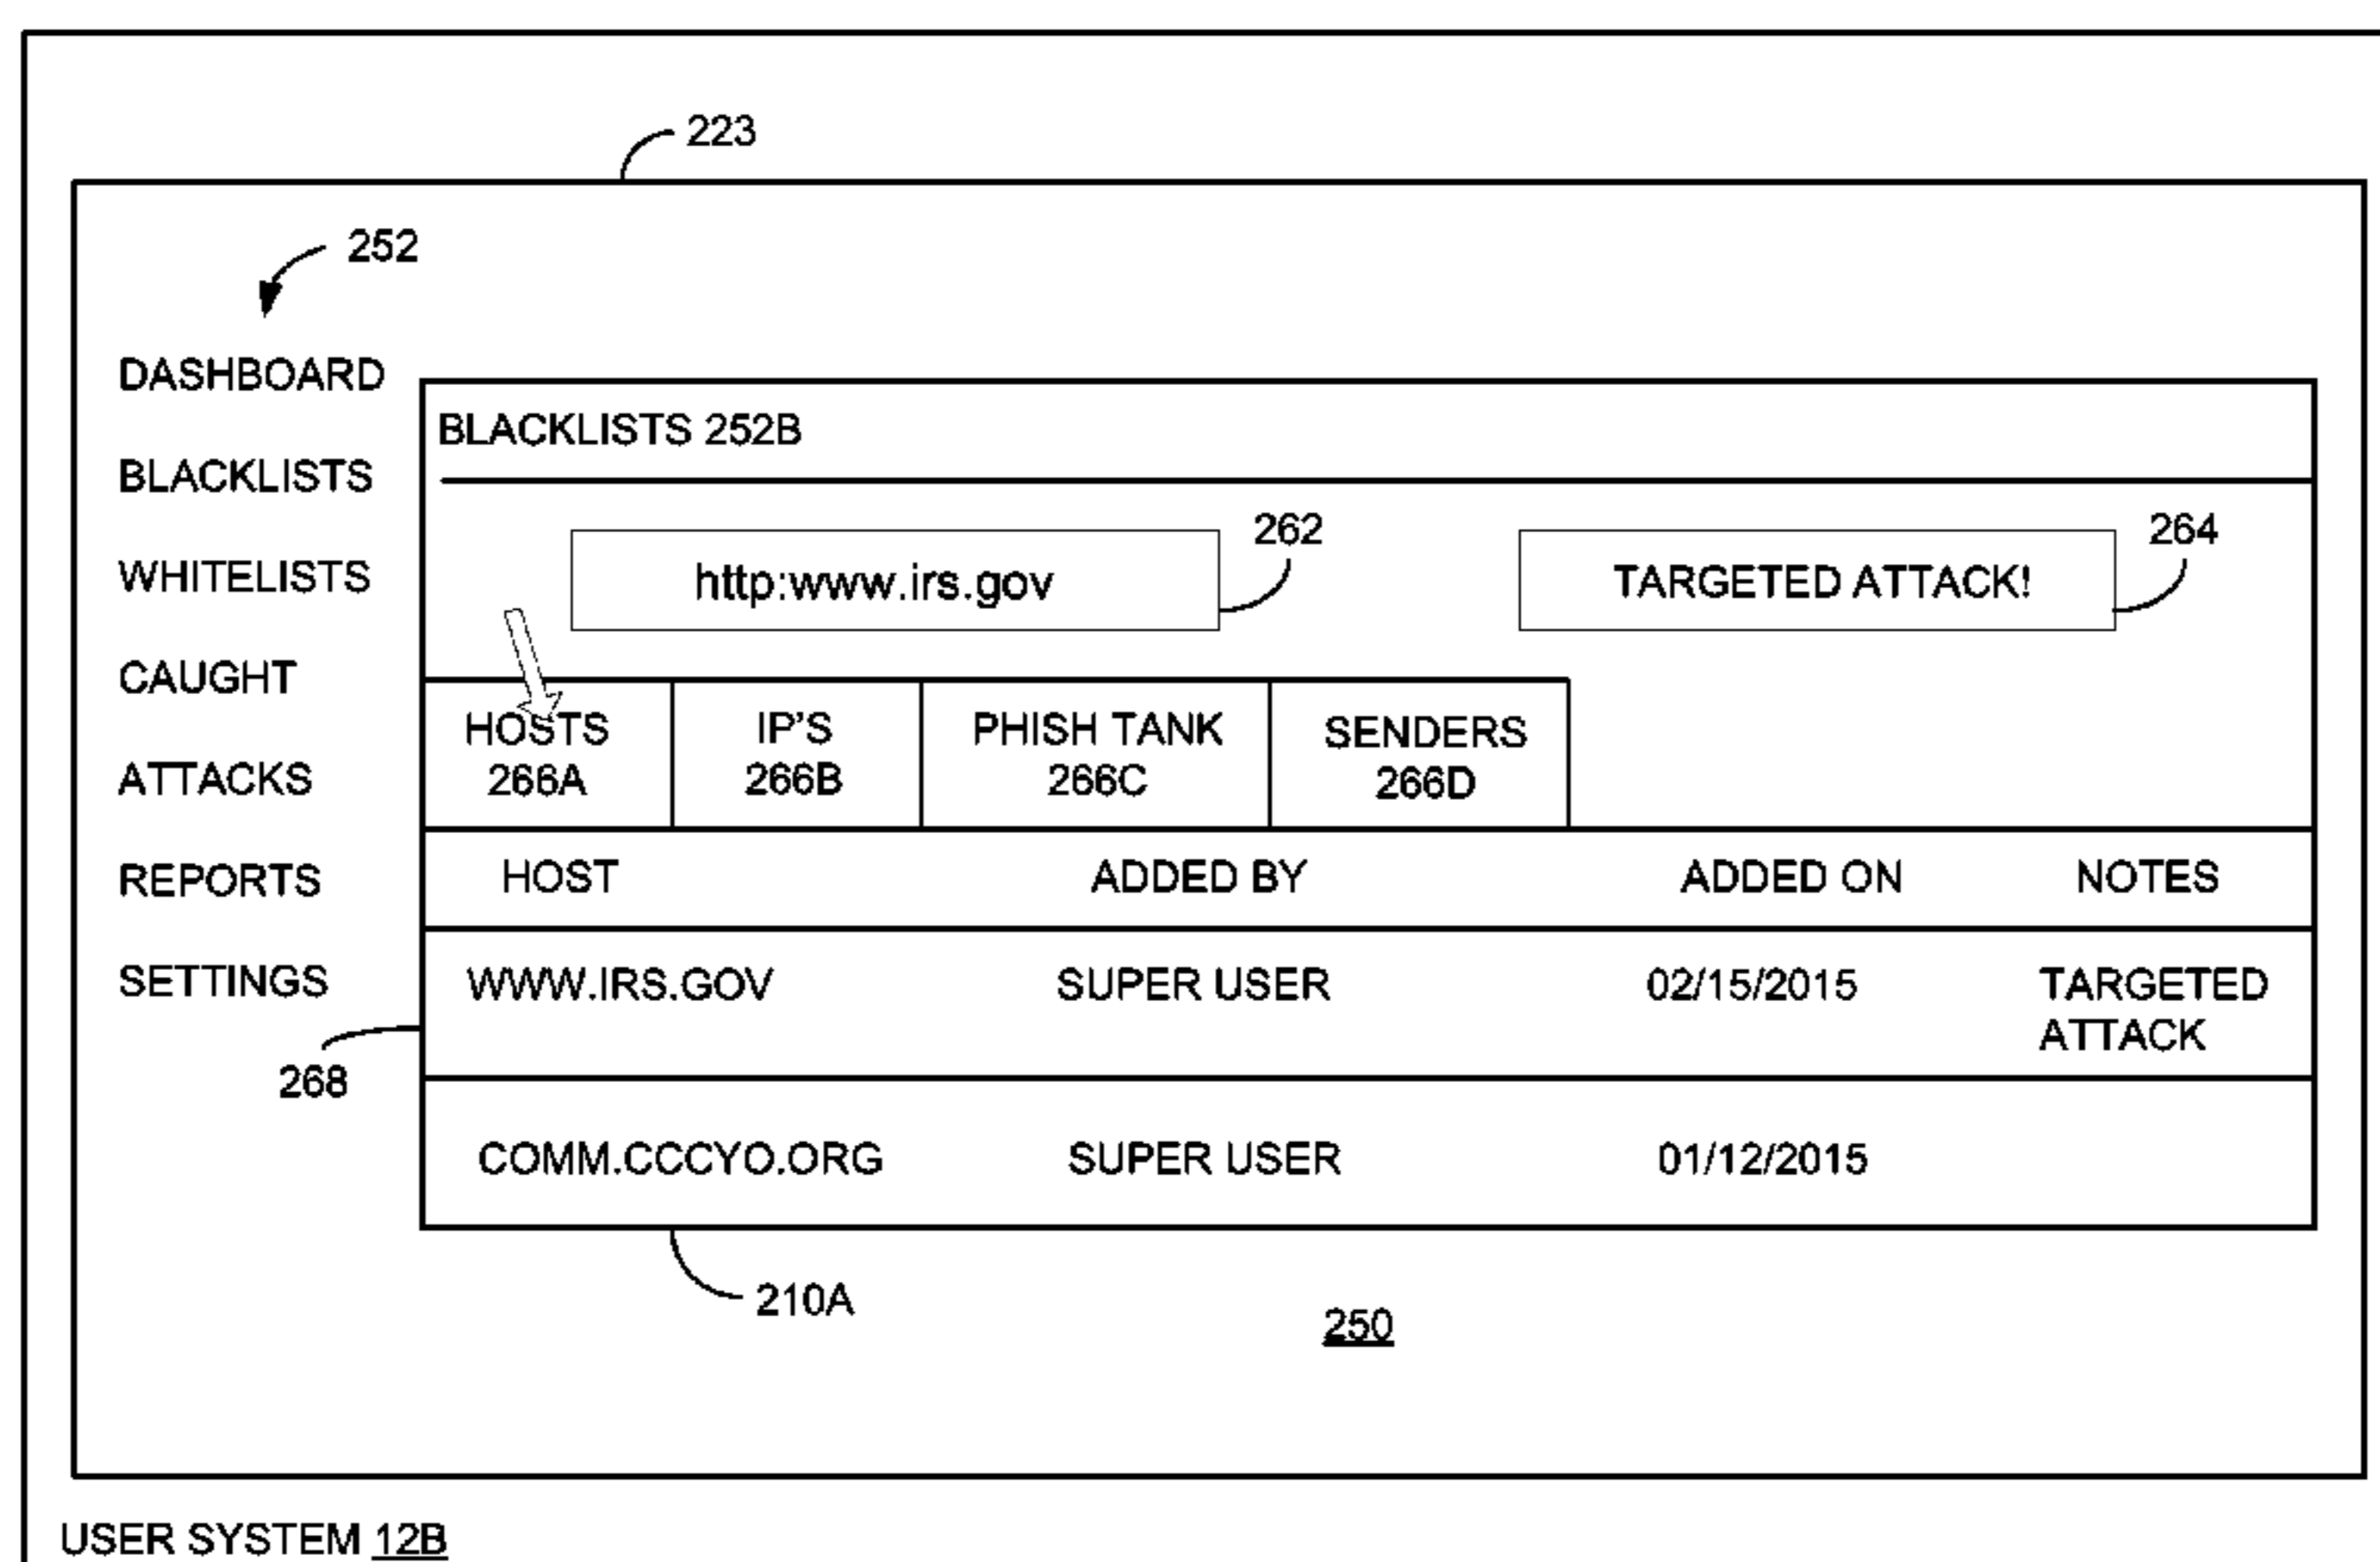 223
252
DASHBOARD
BLACKLISTS
WHITELISTS
CAUGHT
ATTACKS
REPORTS
SETTINGS
BLACKLISTS 252B
http:www.irs.gov
262
TARGETED ATTACK!
264
HOSTS
266A
IP'S
266B
PHISH TANK
266C
SENDERS
266D
HOST ADDED BY ADDED ON NOTES
WWW.IRS.GOV SUPER USER 02/15/2015 TARGETED
ATTACK
268
COMM.CCCYO.ORG SUPER USER 01/12/2015
210A
250
USER SYSTEM 12B